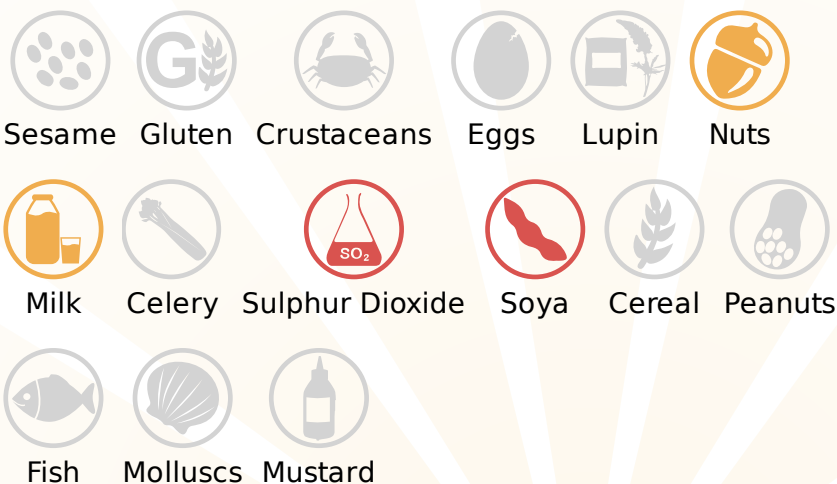 G
Sesame Gluten Crustaceans Eggs Lupin Nuts
SO₂
Milk Celery Sulphur Dioxide Soya Cereal Peanuts
Fish Molluscs Mustard